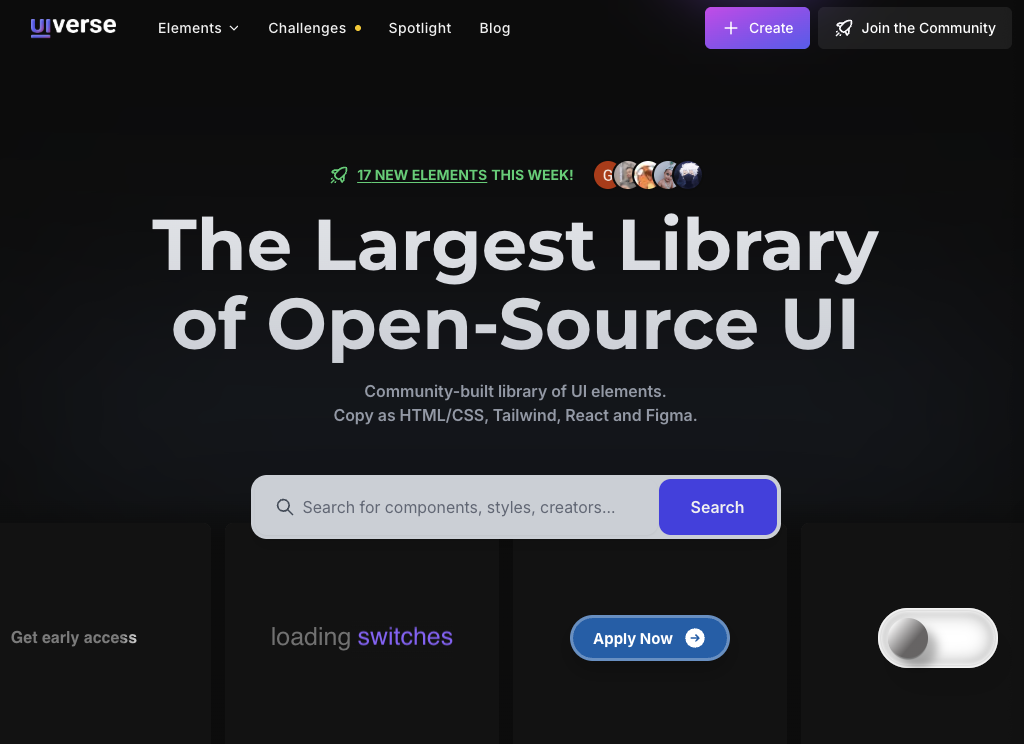 uiverse
Elements
Challenges
Spotlight
Blog
Create
Join the Community
17 NEW ELEMENTS THIS WEEK!
G
The Largest Library
of Open-Source UI
Community-built library of UI elements.
Copy as HTML/CSS, Tailwind, React and Figma.
Search for components, styles, creators...
Search
Get early access
loading switches
Apply Now